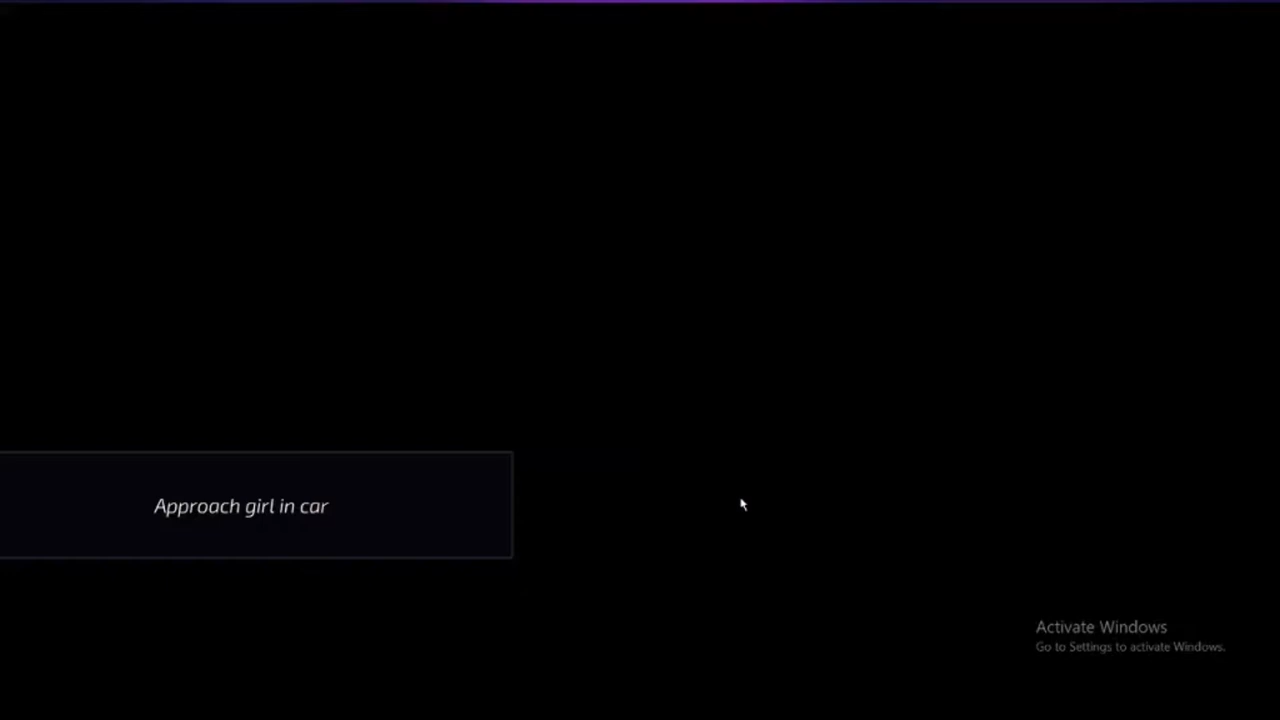 Approach girl in car
Activate Windows
Go to Settings to activate Windows.